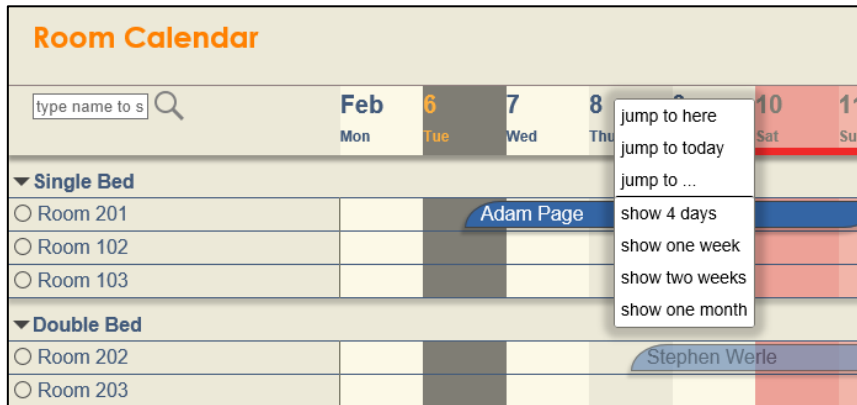 Room Calendar
type name to s
Feb 6 7 8 10 11
Mon Tue Wed Thu Sat Su
jump to here
jump to today
jump to ...
show 4 days
show one week
show two weeks
show one month
Single Bed
Room 201 Adam Page
Room 102
Room 103
Double Bed
Room 202 Stephen Werle
Room 203